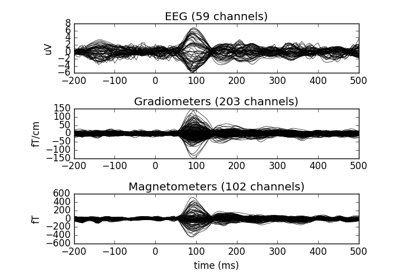 EEG (59 channels)
8
6
4
2
0
−2
−4
−6
uV
−200 −100 0 100 200 300 400 500
Gradiometers (203 channels)
150
100
50
0
−50
−100
−150
fT/cm
−200 −100 0 100 200 300 400 500
Magnetometers (102 channels)
600
400
200
0
−200
−400
−600
fT
−200 −100 0 100 200 300 400 500
time (ms)